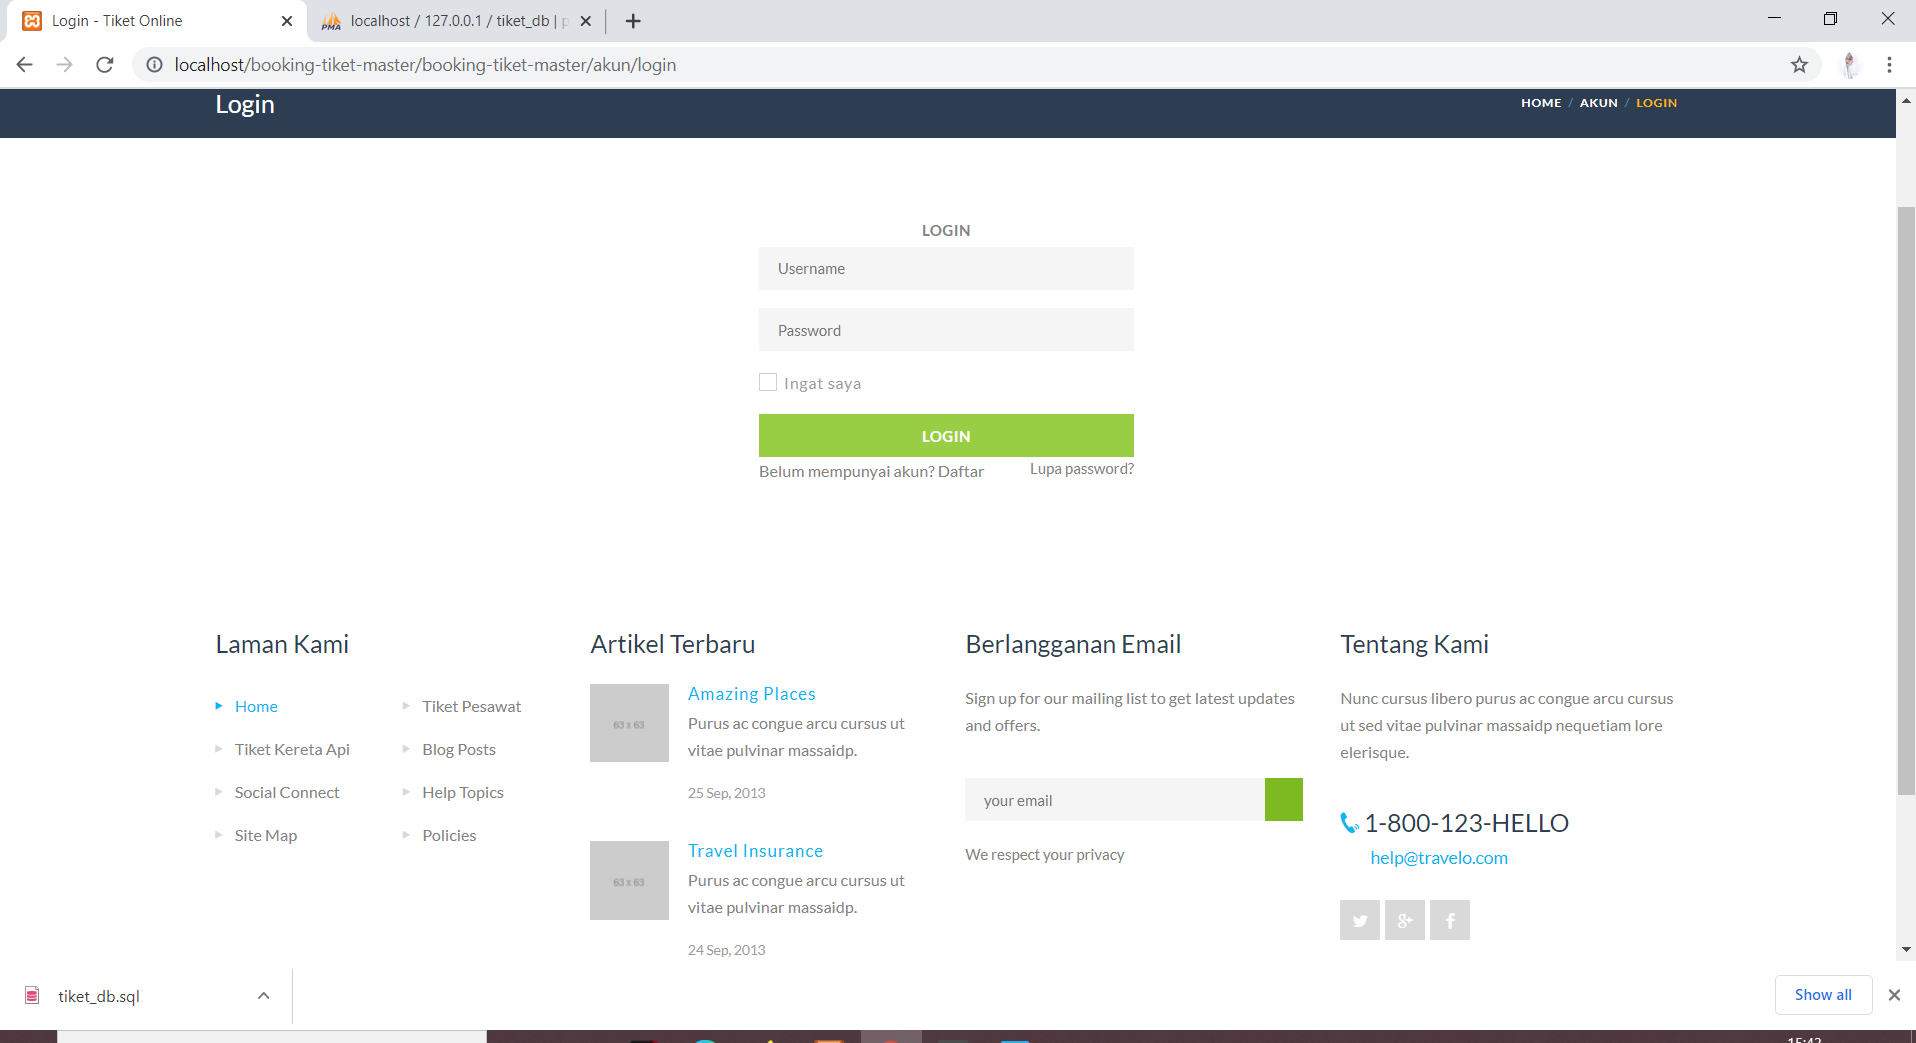 Login - Tiket Online
localhost / 127.0.0.1 / tiket_db |
localhost/booking-tiket-master/booking-tiket-master/akun/login
Login
HOME / AKUN / LOGIN
LOGIN
Username
Password
Ingat saya
LOGIN
Belum mempunyai akun? Daftar
Lupa password?
Laman Kami
Home
Tiket Pesawat
Tiket Kereta Api
Blog Posts
Social Connect
Help Topics
Site Map
Policies
Artikel Terbaru
63 x 63
Amazing Places
Purus ac congue arcu cursus ut
vitae pulvinar massaidp.
25 Sep, 2013
63 x 63
Travel Insurance
Purus ac congue arcu cursus ut
vitae pulvinar massaidp.
24 Sep, 2013
Berlangganan Email
Sign up for our mailing list to get latest updates
and offers.
your email
We respect your privacy
Tentang Kami
Nunc cursus libero purus ac congue arcu cursus
ut sed vitae pulvinar massaidp nequetiam lore
elerisque.
1-800-123-HELLO
help@travelo.com
tiket_db.sql
Show all